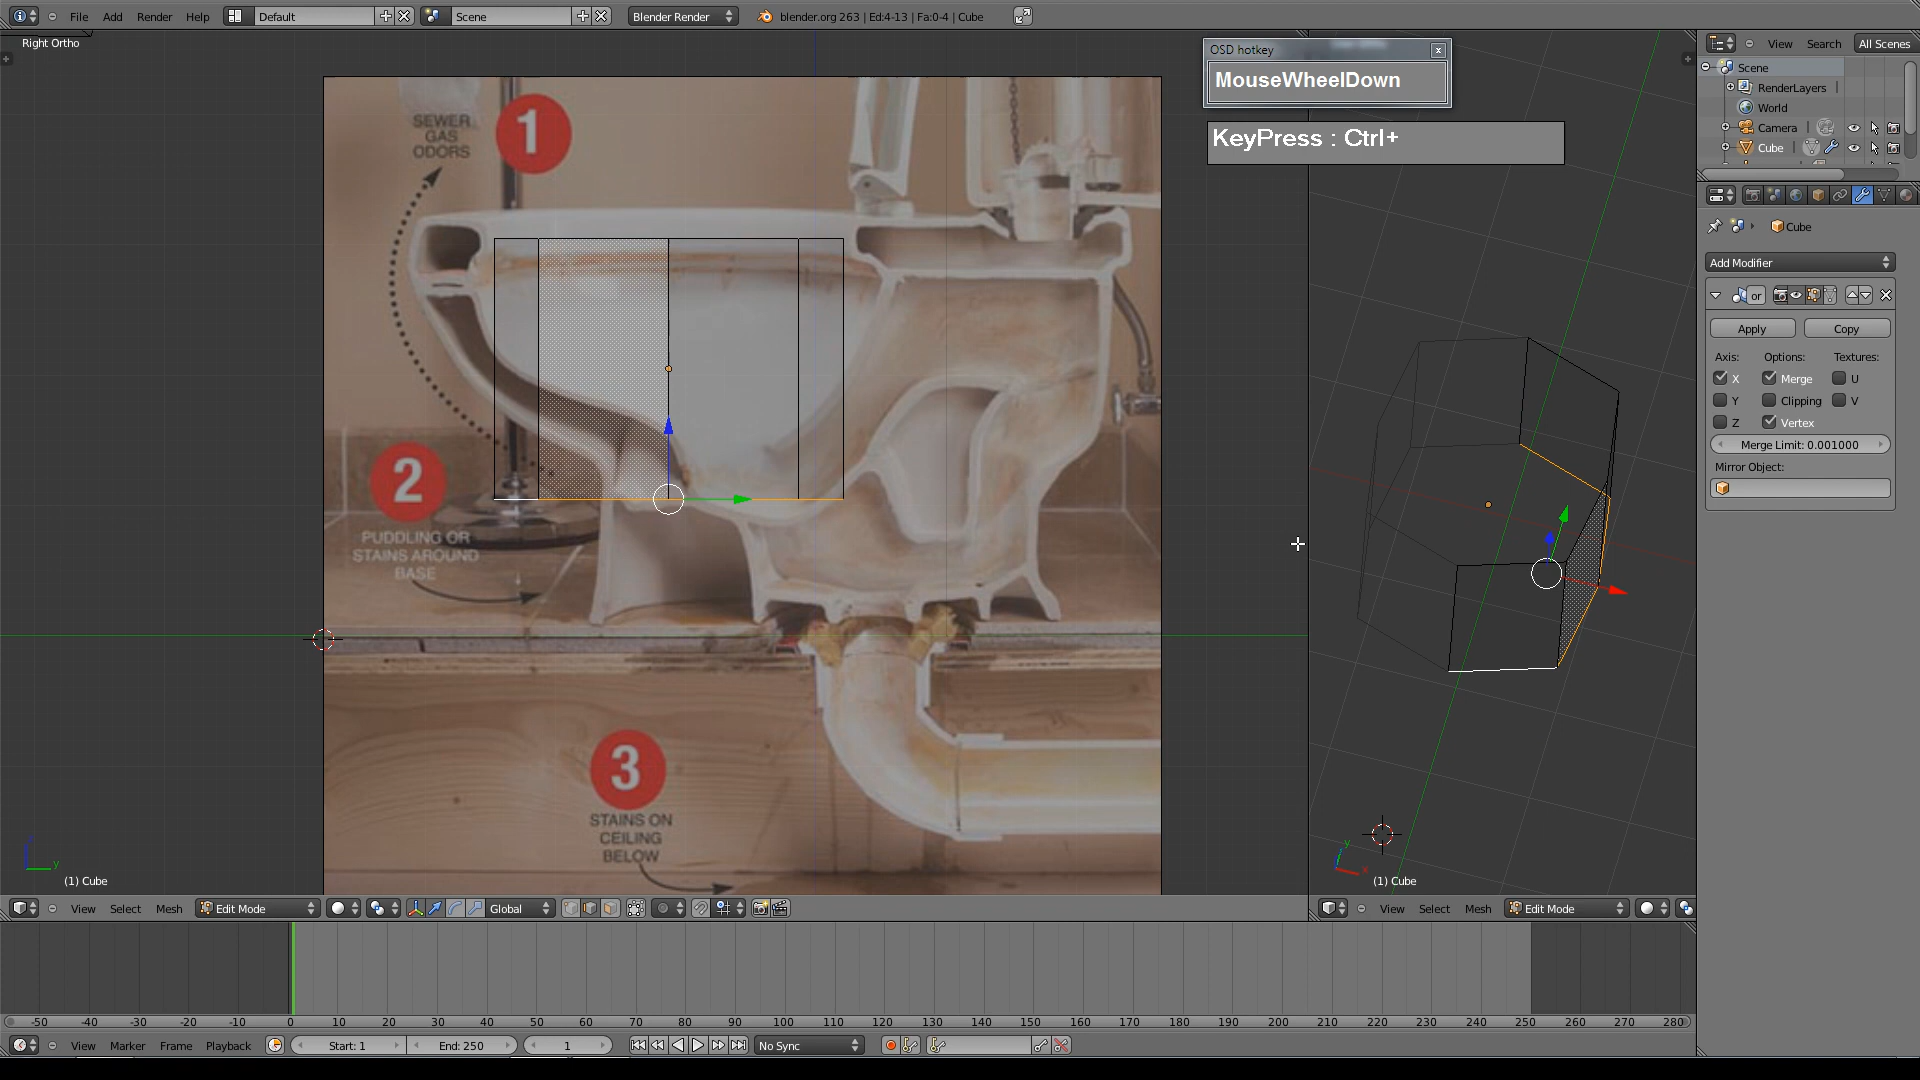 File Add Render Help Default Scene Blender Render blender.org 263 | Ed:4-13 | Fa:0-4 | Cube
Right Ortho
OSD hotkey
MouseWheelDown
KeyPress : Ctrl+
View Search All Scenes
Scene
RenderLayers
World
Camera
Cube
Cube
Add Modifier
or
Apply Copy
Axis: Options: Textures:
X Merge U
Y Clipping V
Z Vertex
Merge Limit: 0.001000
Mirror Object:
SEWER
GAS
ODORS
1
2
PUDDLING OR
STAINS AROUND
BASE
3
STAINS ON
CEILING
BELOW
y
(1) Cube
y
x
(1) Cube
View Select Mesh Edit Mode Global
View Select Mesh Edit Mode
-50 -40 -30 -20 -10 0 10 20 30 40 50 60 70 80 90 100 110 120 130 140 150 160 170 180 190 200 210 220 230 240 250 260 270 280
View Marker Frame Playback Start: 1 End: 250 1 No Sync